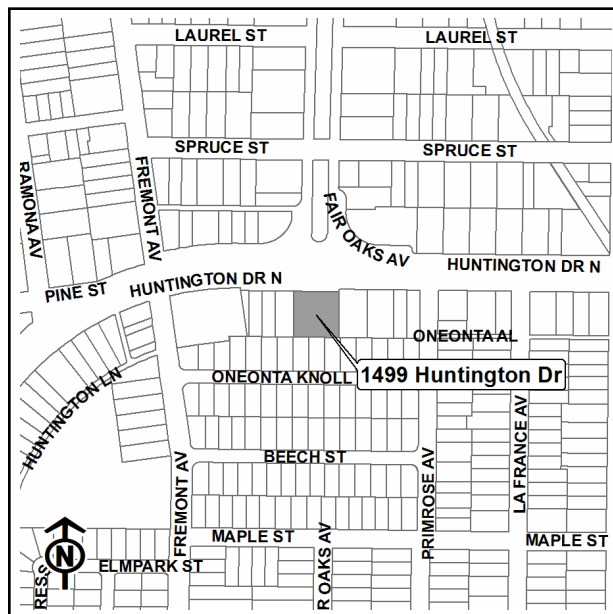 LAUREL ST
LAUREL ST
SPRUCE ST
SPRUCE ST
RAMONA AV
FREMONT AV
FAIR OAKS AV
HUNTINGTON DR N
HUNTINGTON DR N
PINE ST
ONEONTA AL
ONEONTA KNOLL
1499 Huntington Dr
HUNTINGTON LN
LA FRANCE AV
BEECH ST
FREMONT AV
PRIMROSE AV
MAPLE ST
MAPLE ST
R OAKS AV
N
ELMPARK ST
RES S